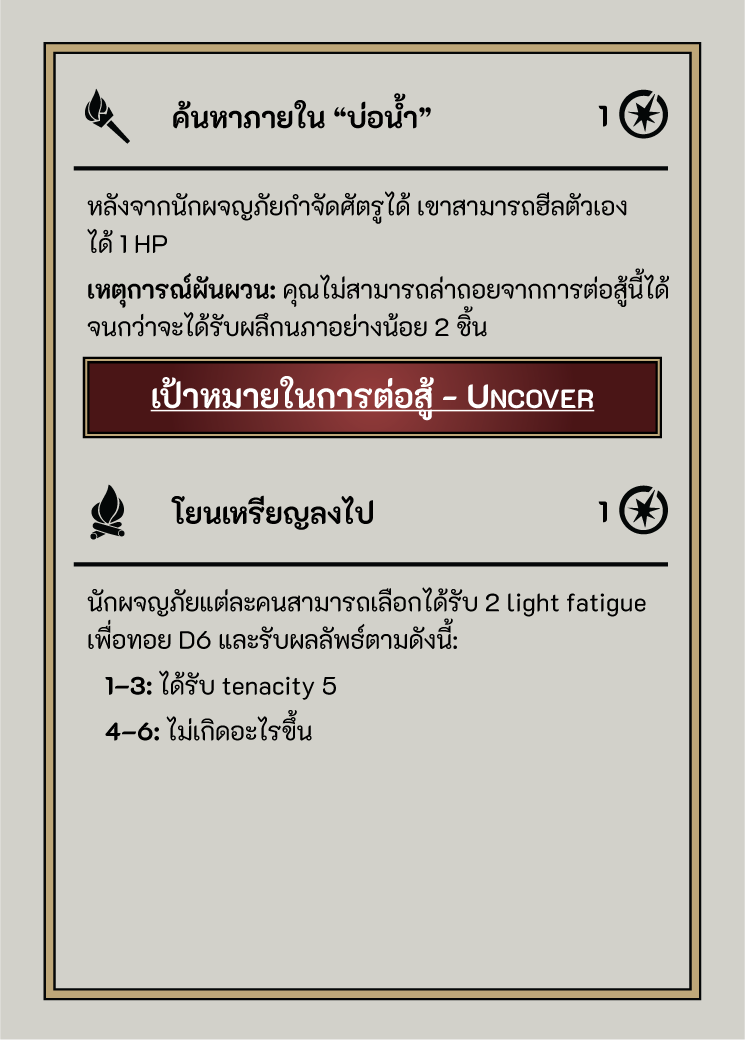 ค้นหาภายใน “บ่อน้ำ” 1
หลังจากนักผจญภัยกำจัดศัตรูได้ เขาสามารถฮีลตัวเอง
ได้ 1 HP
เหตุการณ์ผันผวน: คุณไม่สามารถล่าถอยจากการต่อสู้นี้ได้
จนกว่าจะได้รับผลึกนภาอย่างน้อย 2 ชิ้น
เป้าหมายในการต่อสู้ - UNCOVER
โยนเหรียญลงไป 1
นักผจญภัยแต่ละคนสามารถเลือกได้รับ 2 light fatigue
เพื่อทอย D6 และรับผลลัพธ์ตามดังนี้:
1–3: ได้รับ tenacity 5
4–6: ไม่เกิดอะไรขึ้น